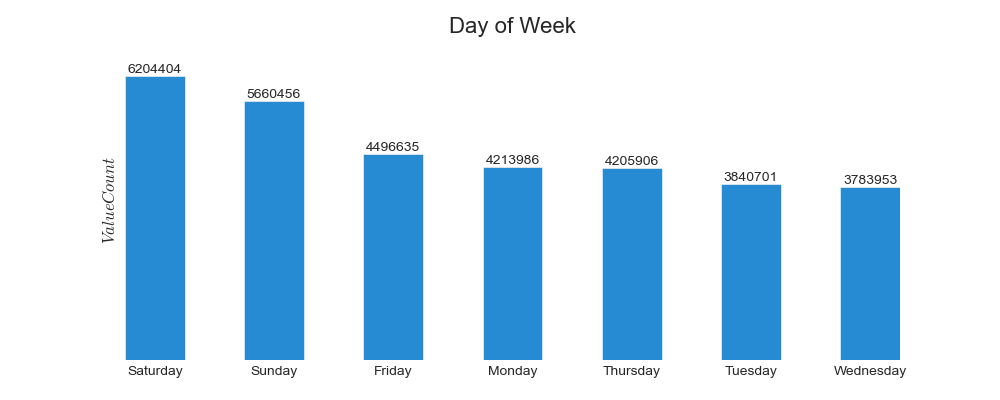 Day of Week
ValueCount
6204404
5660456
4496635
4213986
4205906
3840701
3783953
Saturday
Sunday
Friday
Monday
Thursday
Tuesday
Wednesday